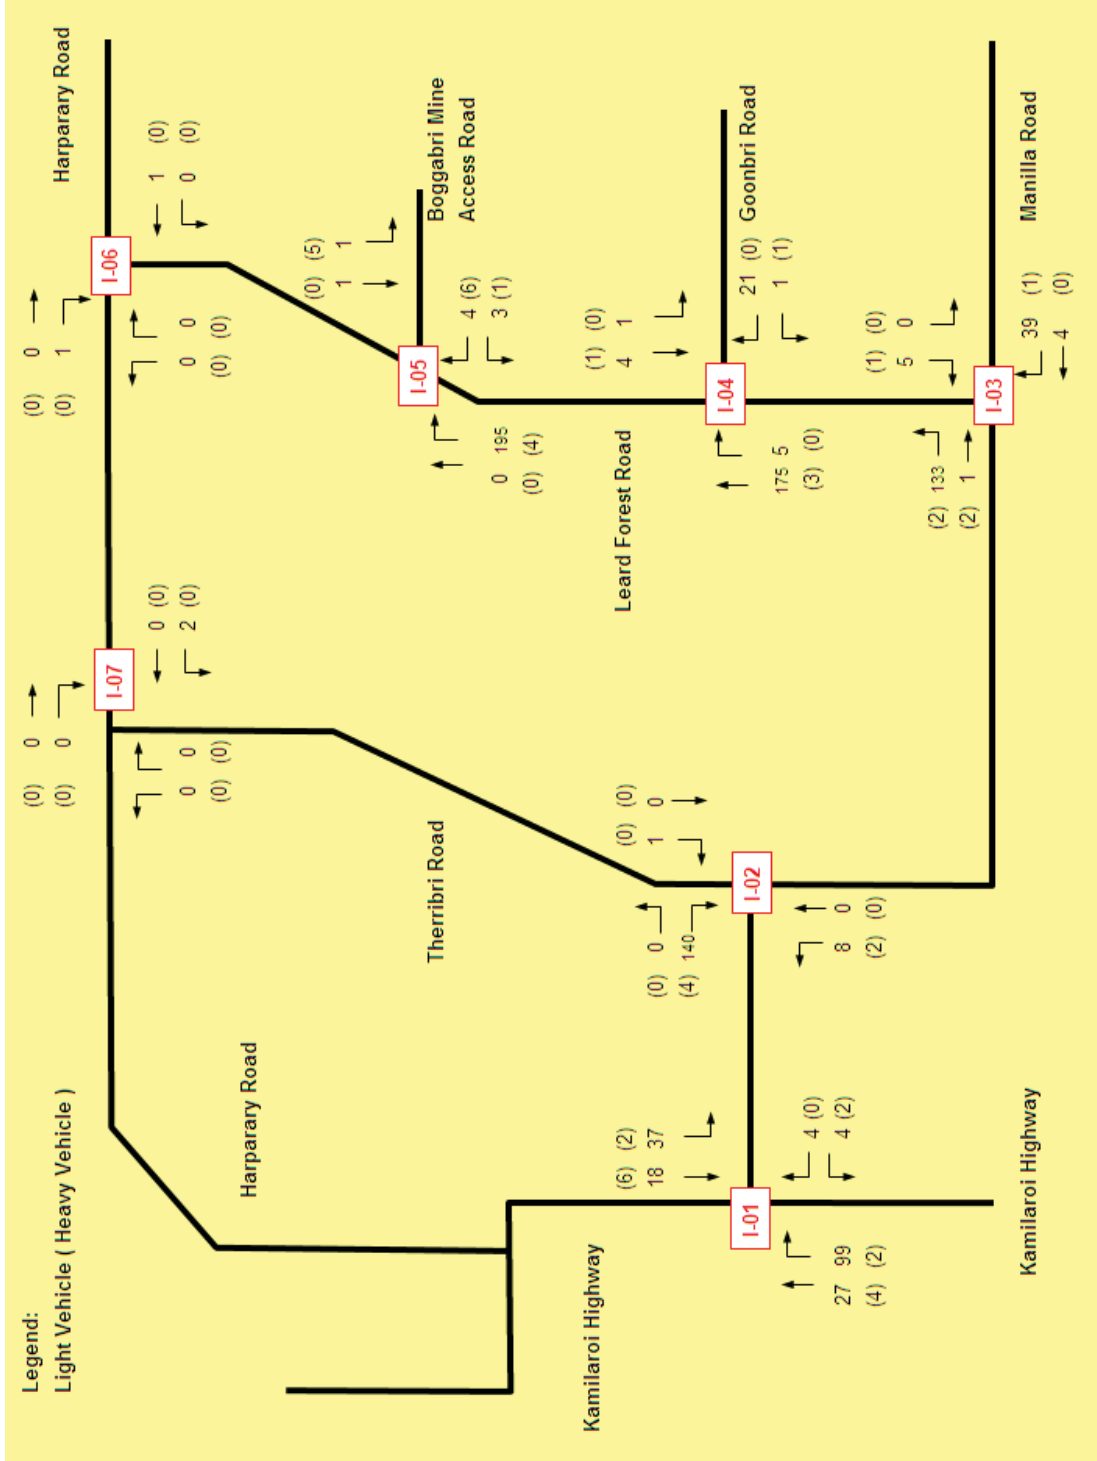 Legend:
Light Vehicle ( Heavy Vehicle )
Harparary Road
Harparary Road
(0) 0
(0) 0
I-07
0 (0)
2 (0)
0 0
(0) (0)
(0) 0
(0) 1
I-06
1 (0)
0 (0)
0 0
(0) (0)
Therribri Road
(0) (5)
1 1
Boggabri Mine
Access Road
I-05
4 (6)
3 (1)
0 195
(0) (4)
Leard Forest Road
(1) (0)
4 1
Goonbri Road
I-04
21 (0)
1 (1)
175 5
(3) (0)
Kamilaroi Highway
(6) (2)
18 37
I-01
4 (0)
4 (2)
27 99
(4) (2)
(0) (0)
1 0
(0) 0
(4) 140
I-02
8 0
(2) (0)
(1) (0)
5 0
(2) 133
(2) 1
I-03
39 (1)
4 (0)
Manilla Road
Kamilaroi Highway